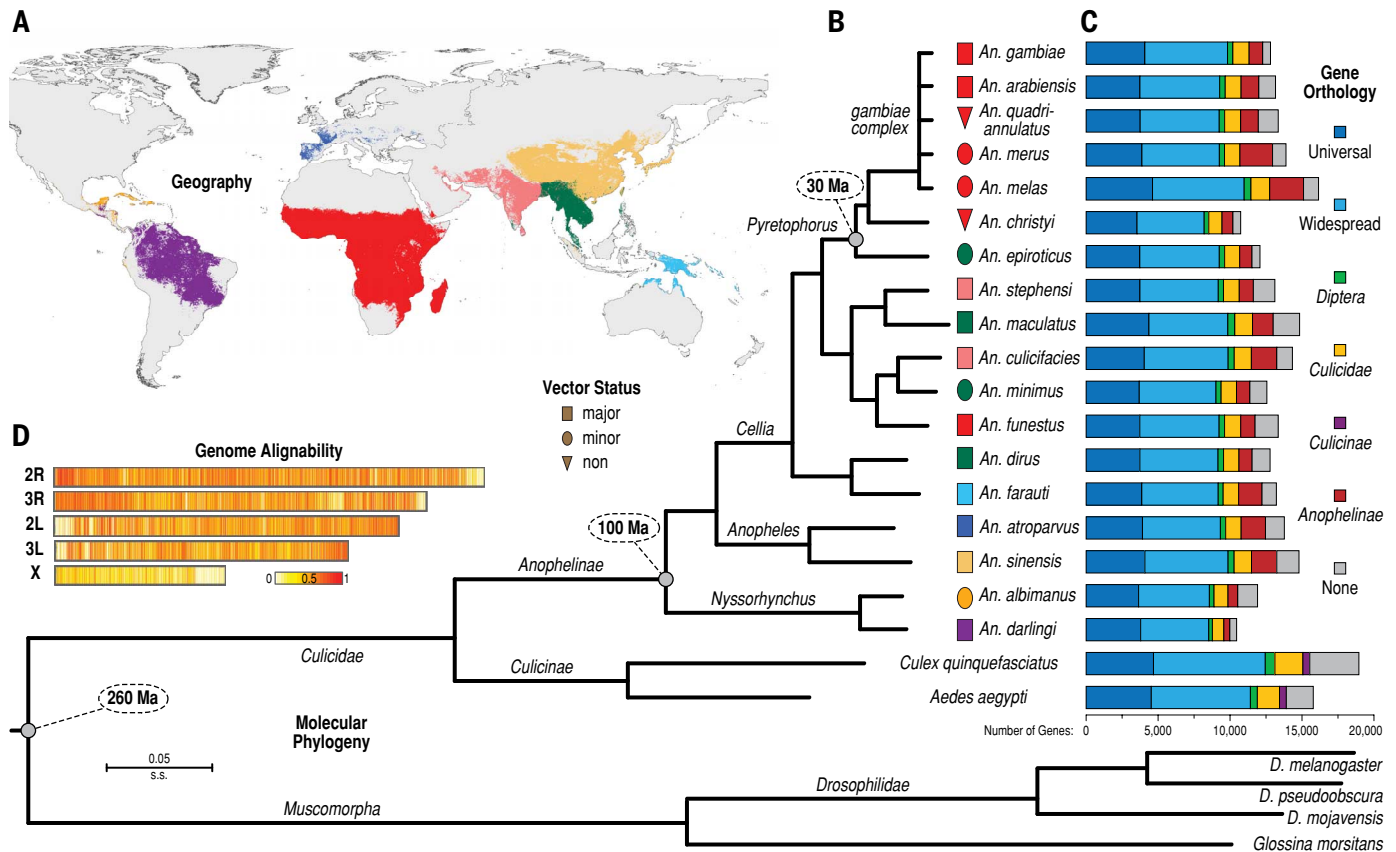 A
Geography
Vector Status
major
minor
non
D
Genome Alignability
2R
3R
2L
3L
X
0
0.5
1
B
gambiae
complex
30 Ma
Pyretophorus
Cellia
100 Ma
Anopheles
Anophelinae
Nyssorhynchus
Culicidae
Culicinae
260 Ma
Molecular
Phylogeny
0.05
s.s.
Muscomorpha
Drosophilidae
An. gambiae
An. arabiensis
An. quadri-
annulatus
An. merus
An. melas
An. christyi
An. epiroticus
An. stephensi
An. maculatus
An. culicifacies
An. minimus
An. funestus
An. dirus
An. farauti
An. atroparvus
An. sinensis
An. albimanus
An. darlingi
Culex quinquefasciatus
Aedes aegypti
D. melanogaster
D. pseudoobscura
D. mojavensis
Glossina morsitans
C
Gene
Orthology
Universal
Widespread
Diptera
Culicidae
Culicinae
Anophelinae
None
Number of Genes: 0 5,000 10,000 15,000 20,000